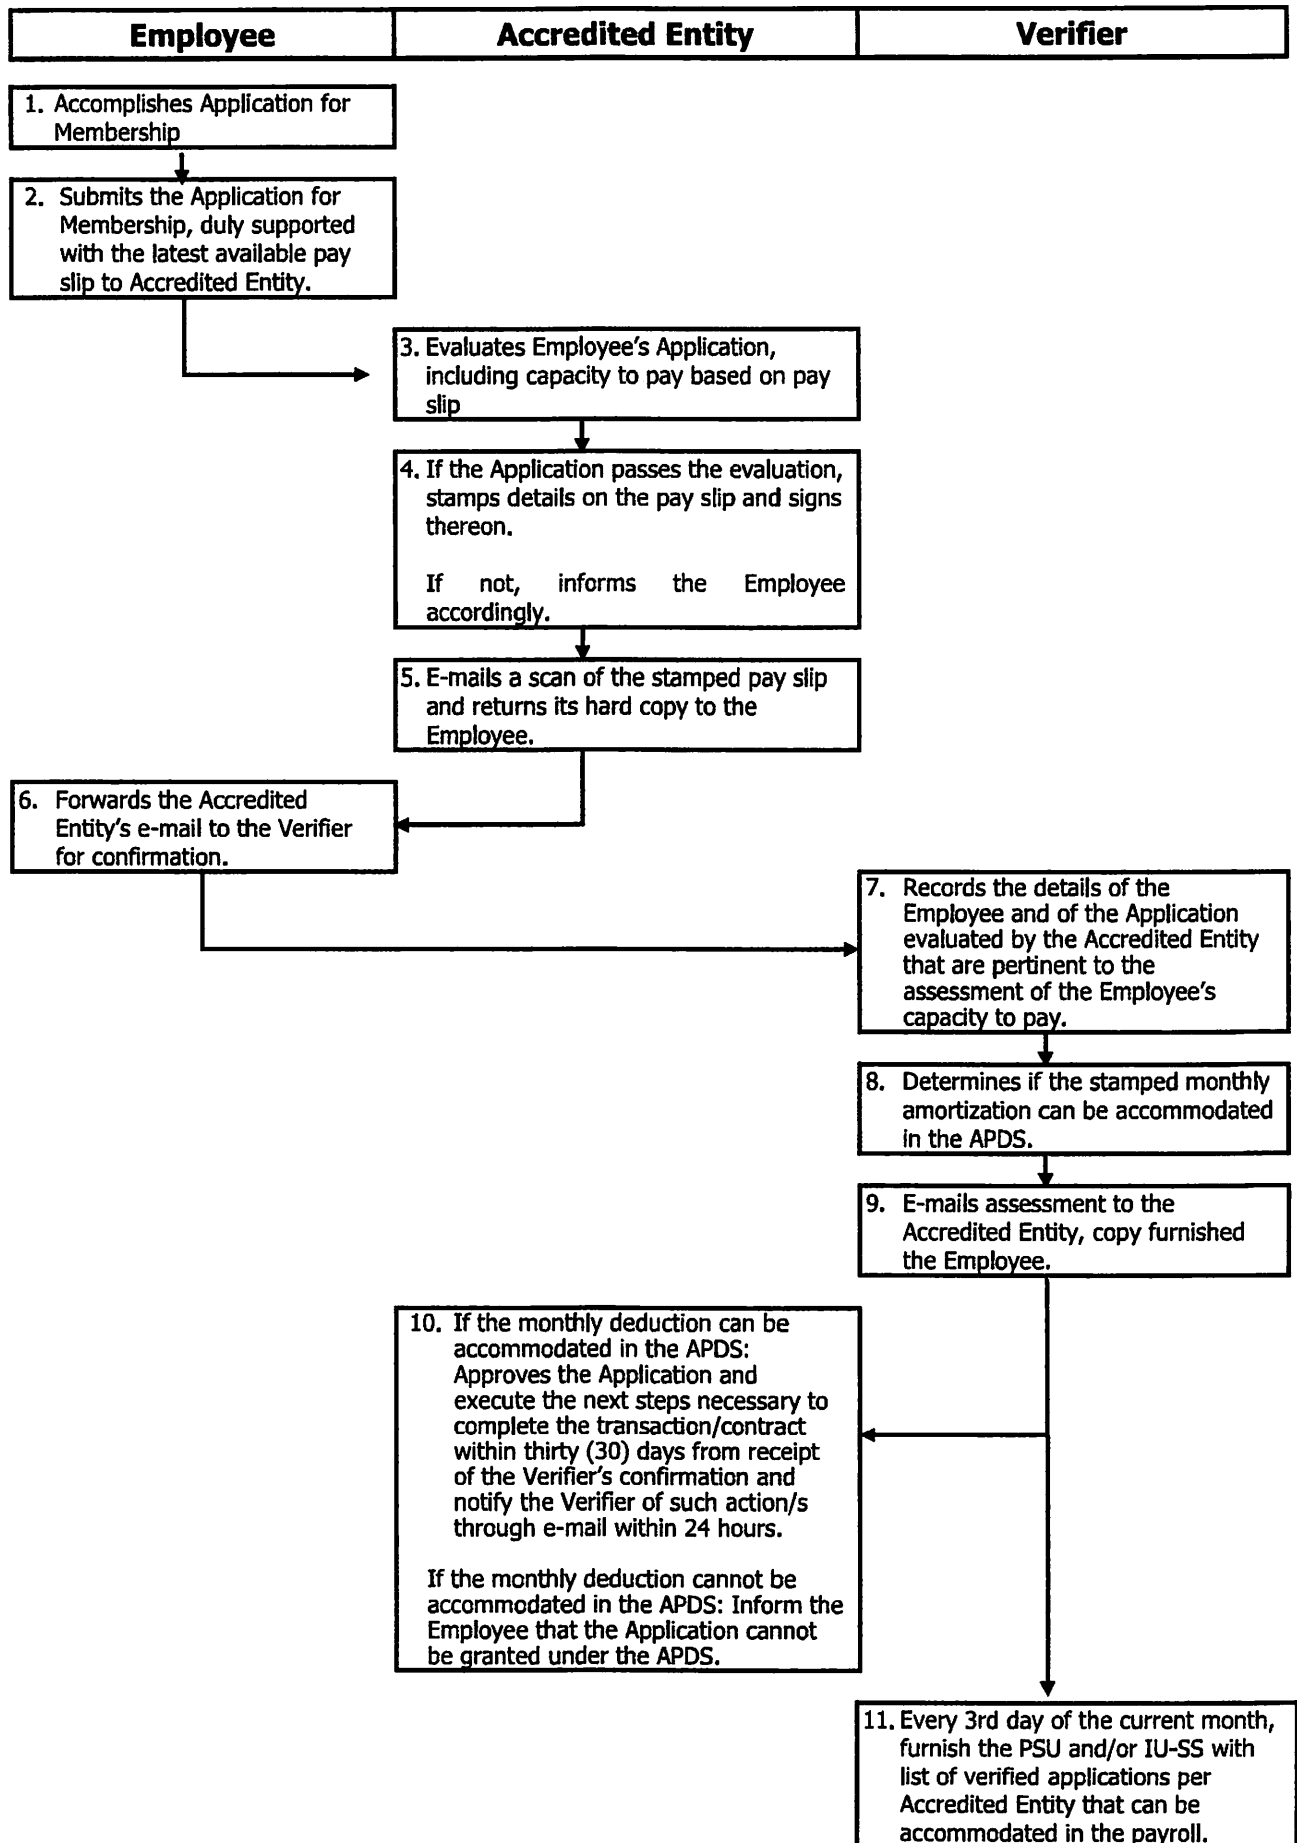 Employee
Accredited Entity
Verifier
1. Accomplishes Application for
Membership
2. Submits the Application for
Membership, duly supported
with the latest available pay
slip to Accredited Entity.
3. Evaluates Employee's Application,
including capacity to pay based on pay
slip
4. If the Application passes the evaluation,
stamps details on the pay slip and signs
thereon.
If not, informs the Employee
accordingly.
5. E-mails a scan of the stamped pay slip
and returns its hard copy to the
Employee.
6. Forwards the Accredited
Entity's e-mail to the Verifier
for confirmation.
7. Records the details of the
Employee and of the Application
evaluated by the Accredited Entity
that are pertinent to the
assessment of the Employee's
capacity to pay.
8. Determines if the stamped monthly
amortization can be accommodated
in the APDS.
9. E-mails assessment to the
Accredited Entity, copy furnished
the Employee.
10. If the monthly deduction can be
accommodated in the APDS:
Approves the Application and
execute the next steps necessary to
complete the transaction/contract
within thirty (30) days from receipt
of the Verifier's confirmation and
notify the Verifier of such action/s
through e-mail within 24 hours.
If the monthly deduction cannot be
accommodated in the APDS: Inform the
Employee that the Application cannot
be granted under the APDS.
11. Every 3rd day of the current month,
furnish the PSU and/or IU-SS with
list of verified applications per
Accredited Entity that can be
accommodated in the payroll.